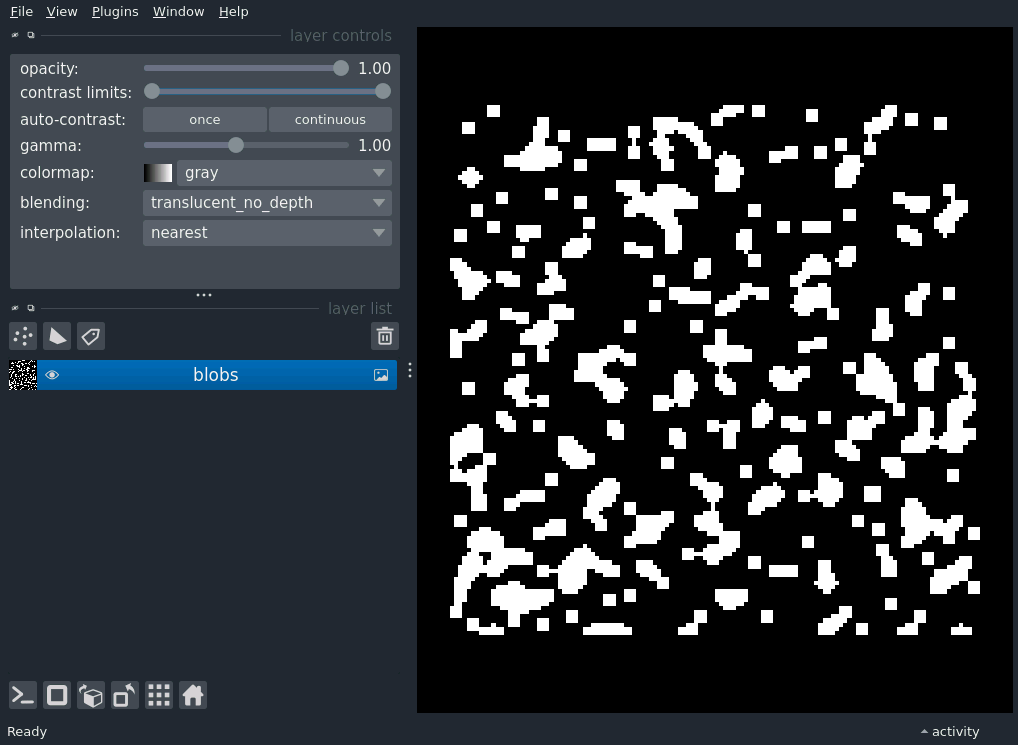 File View Plugins Window Help
layer controls
opacity: 1.00
contrast limits:
auto-contrast: once continuous
gamma: 1.00
colormap: gray
blending: translucent_no_depth
interpolation: nearest
layer list
blobs
Ready
activity